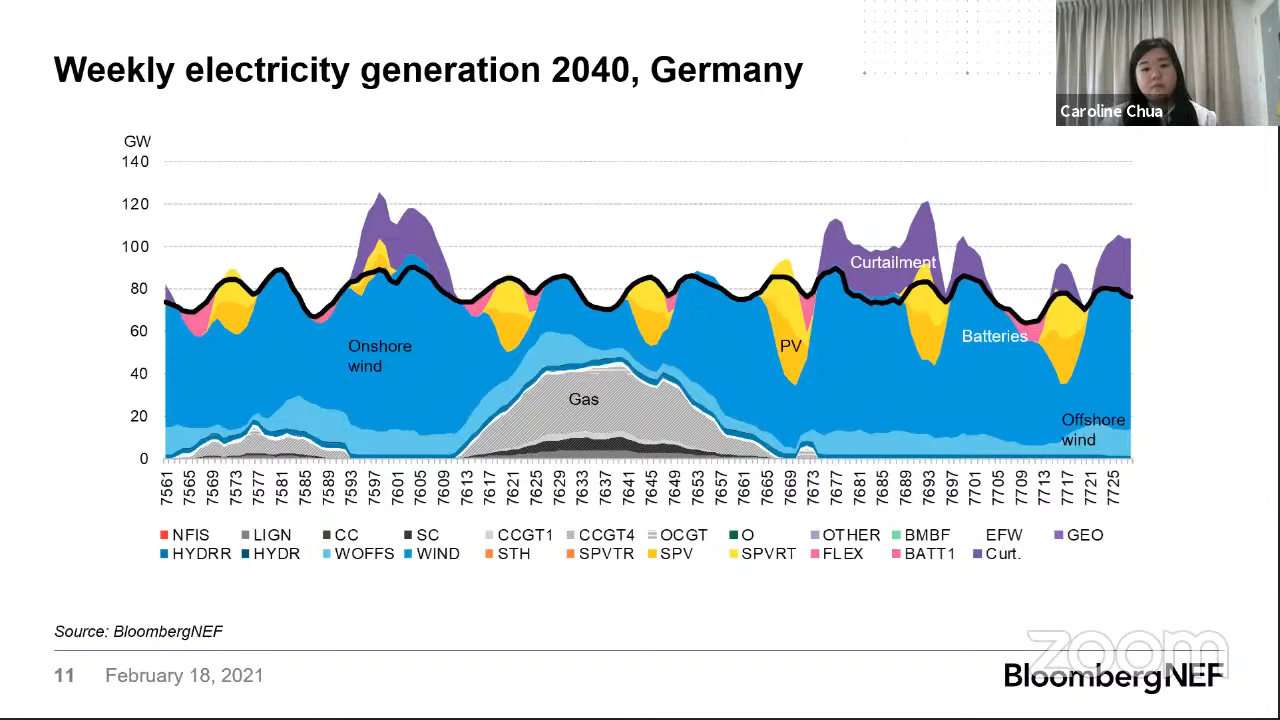 Weekly electricity generation 2040, Germany
Caroline Chua
GW
140
120
100
80
60
40
20
0
Onshore
wind
Gas
PV
Curtailment
Batteries
Offshore
wind
7561 7565 7569 7573 7577 7581 7585 7589 7593 7597 7601 7605 7609 7613 7617 7621 7625 7629 7633 7637 7641 7645 7649 7653 7657 7661 7665 7669 7673 7677 7681 7685 7689 7693 7697 7701 7705 7709 7713 7717 7721 7725
NFIS LIGN CC SC CCGT1 CCGT4 OCGT O OTHER BMBF EFW GEO
HYDRR HYDR WOFFS WIND STH SPVTR SPV SPVRT FLEX BATT1 Curt.
Source: BloombergNEF
11 February 18, 2021
zoom
BloombergNEF